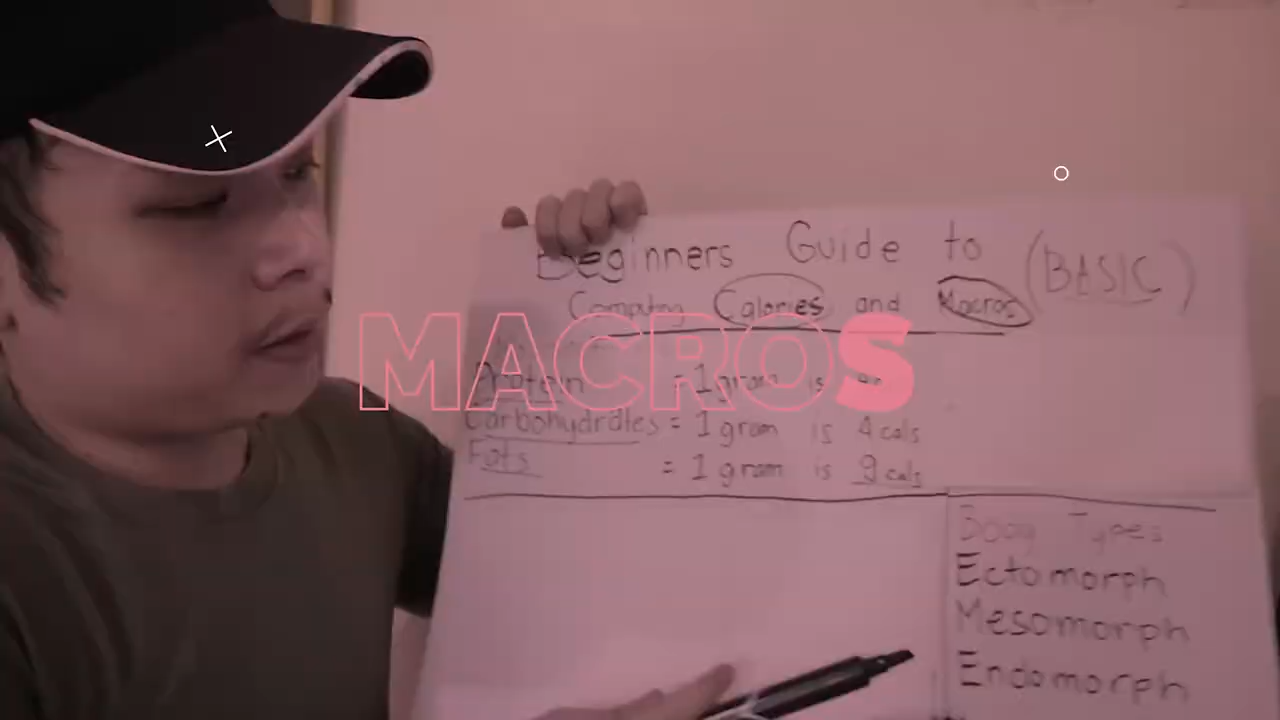 Beginners Guide to (BASIC)
Computing Calories and Macros
MACROS
Protein = 1 gram is
Carbohydrates = 1 gram is 4 cals
Fats = 1 gram is 9 cals
Body Types
Ectomorph
Mesomorph
Endomorph